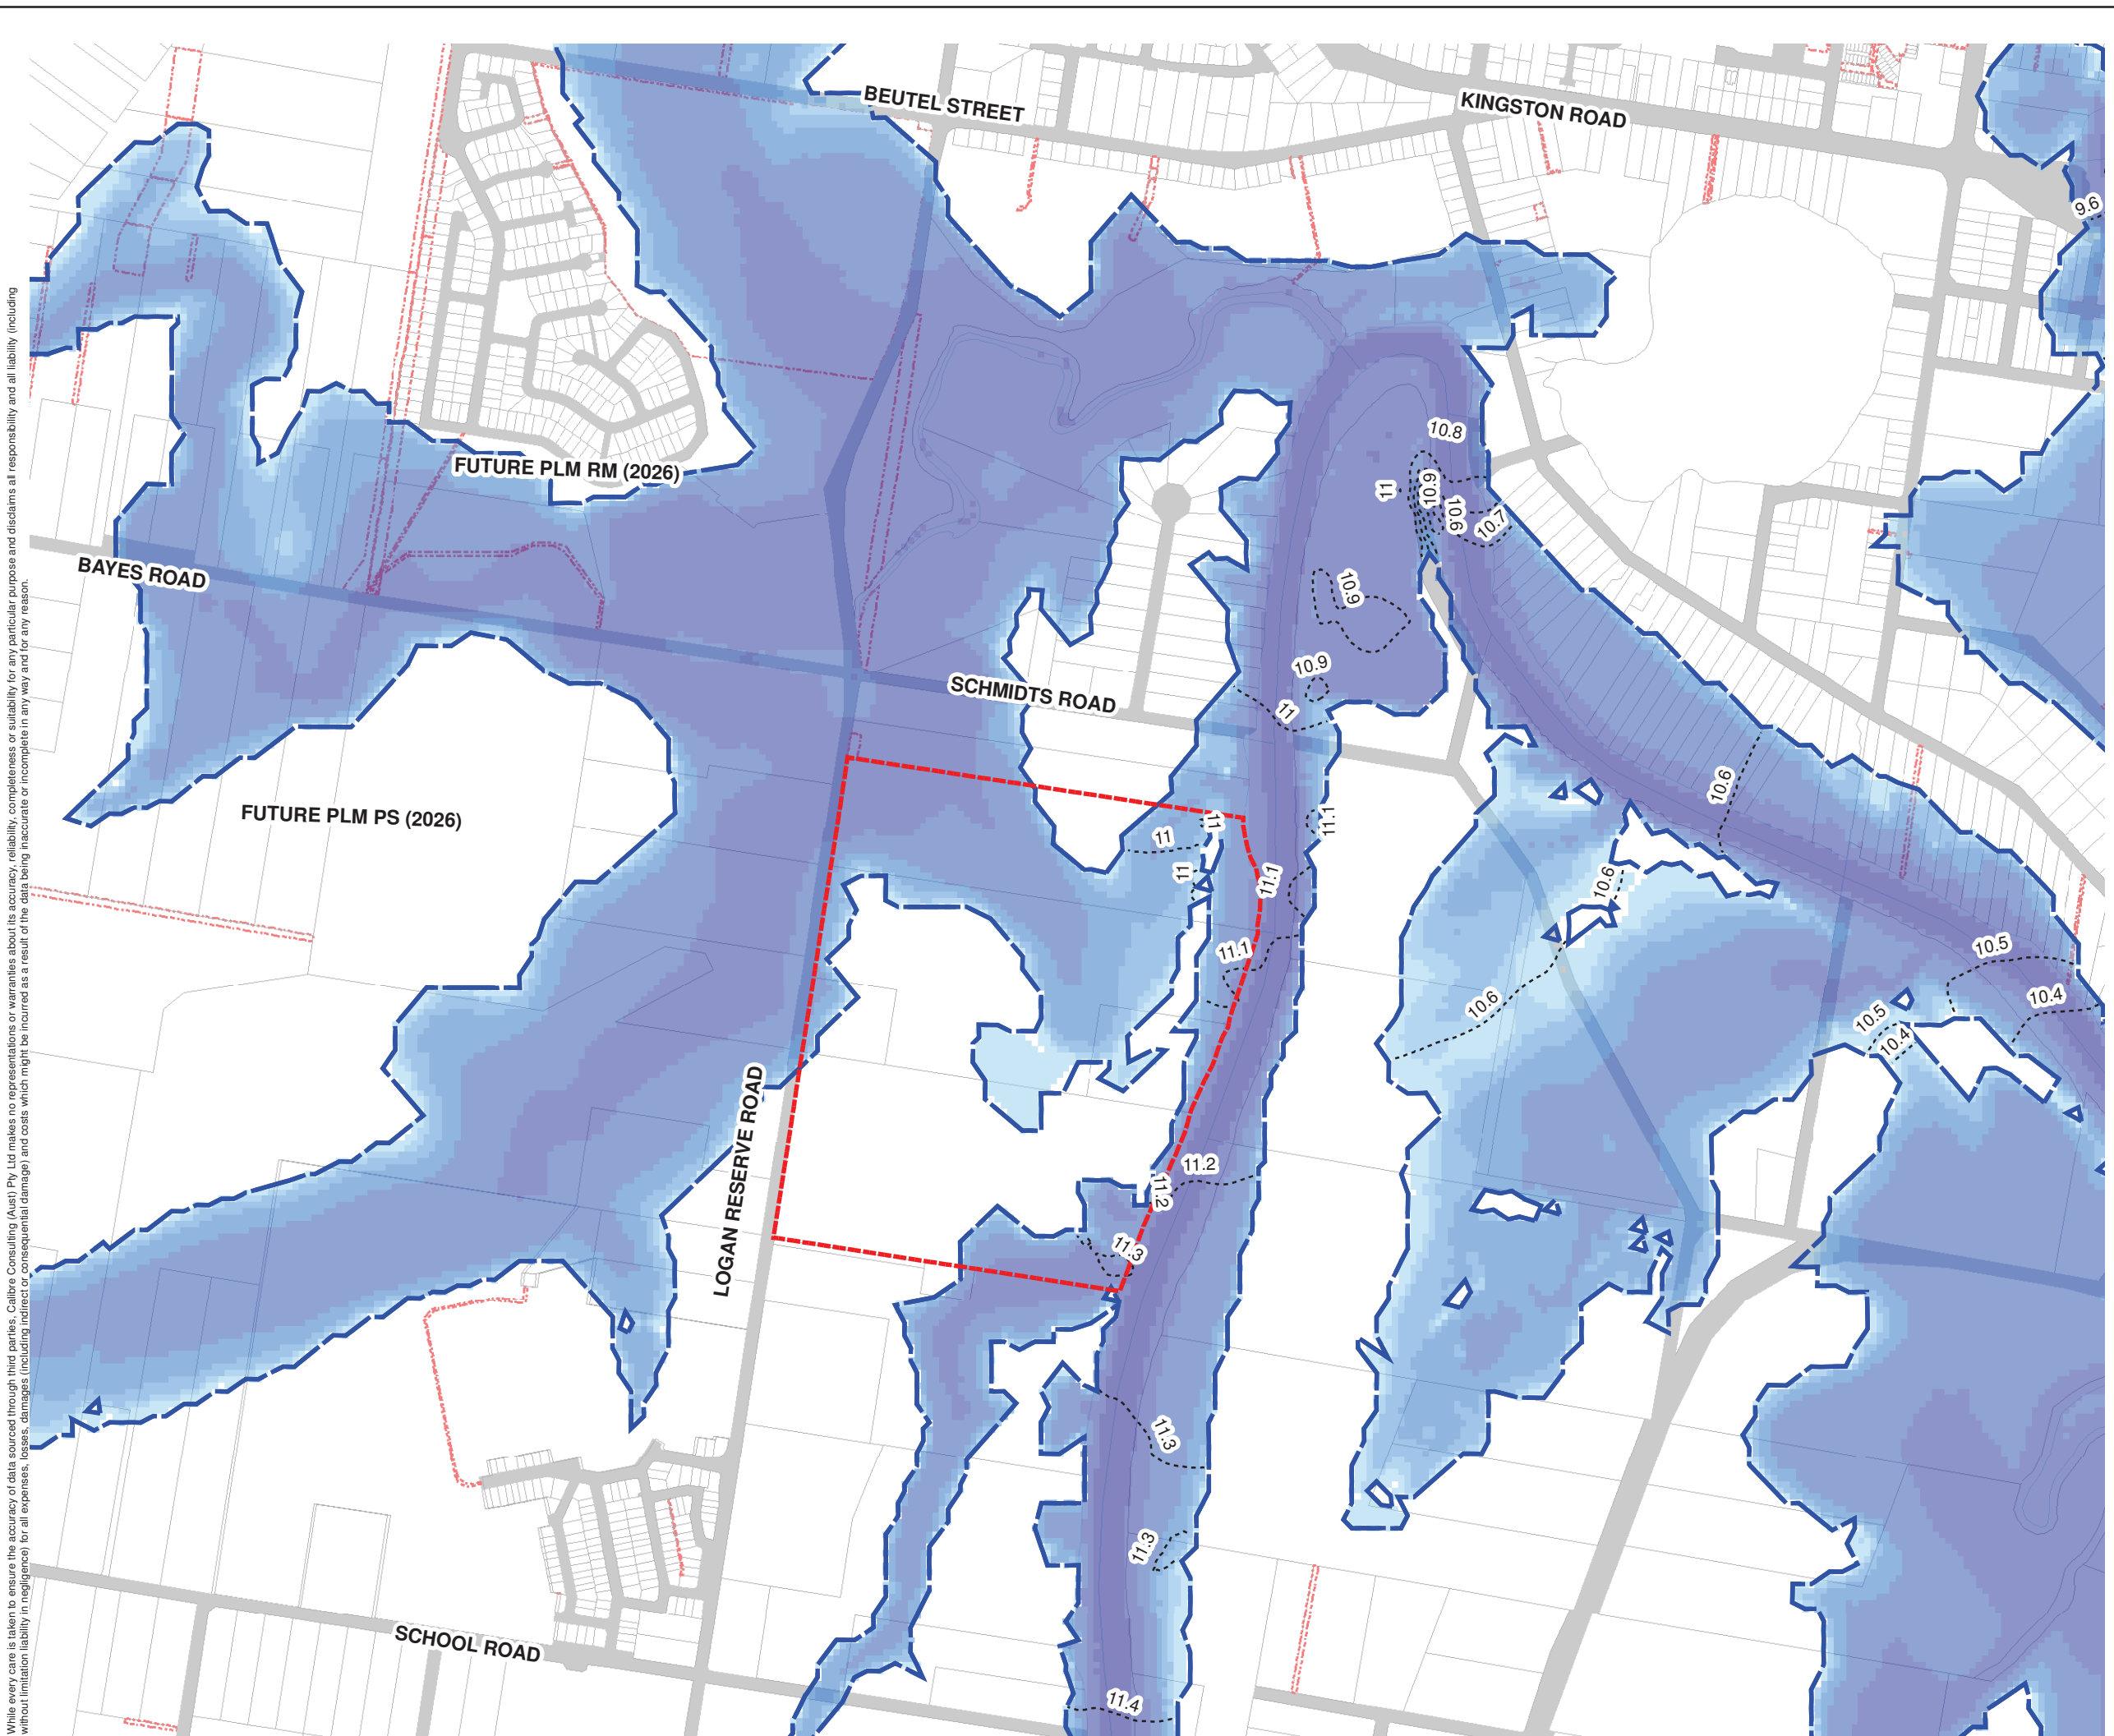 While every care is taken to ensure the accuracy of data sourced through third parties, Calibre Consulting (Aust) Pty Ltd makes no representations or warranties about its accuracy, reliability, completeness or suitability for any particular purpose and disclaims all responsibility and all liability (including
without limitation liability in negligence) for all expenses, losses, damages (including indirect or consequential damage) and costs which might be incurred as a result of the data being inaccurate or incomplete in any way and for any reason.
BEUTEL STREET
KINGSTON ROAD
9.6
10.8
FUTURE PLM RM (2026)
11
10.9
10.6
10.7
BAYES ROAD
10.9
10.9
SCHMIDTS ROAD
11
10.6
FUTURE PLM PS (2026)
11
11
11.1
11
11.1
10.6
11.1
10.5
10.6
10.4
10.5
10.4
LOGAN RESERVE ROAD
11.2
11.2
11.3
11.3
11.3
SCHOOL ROAD
11.4